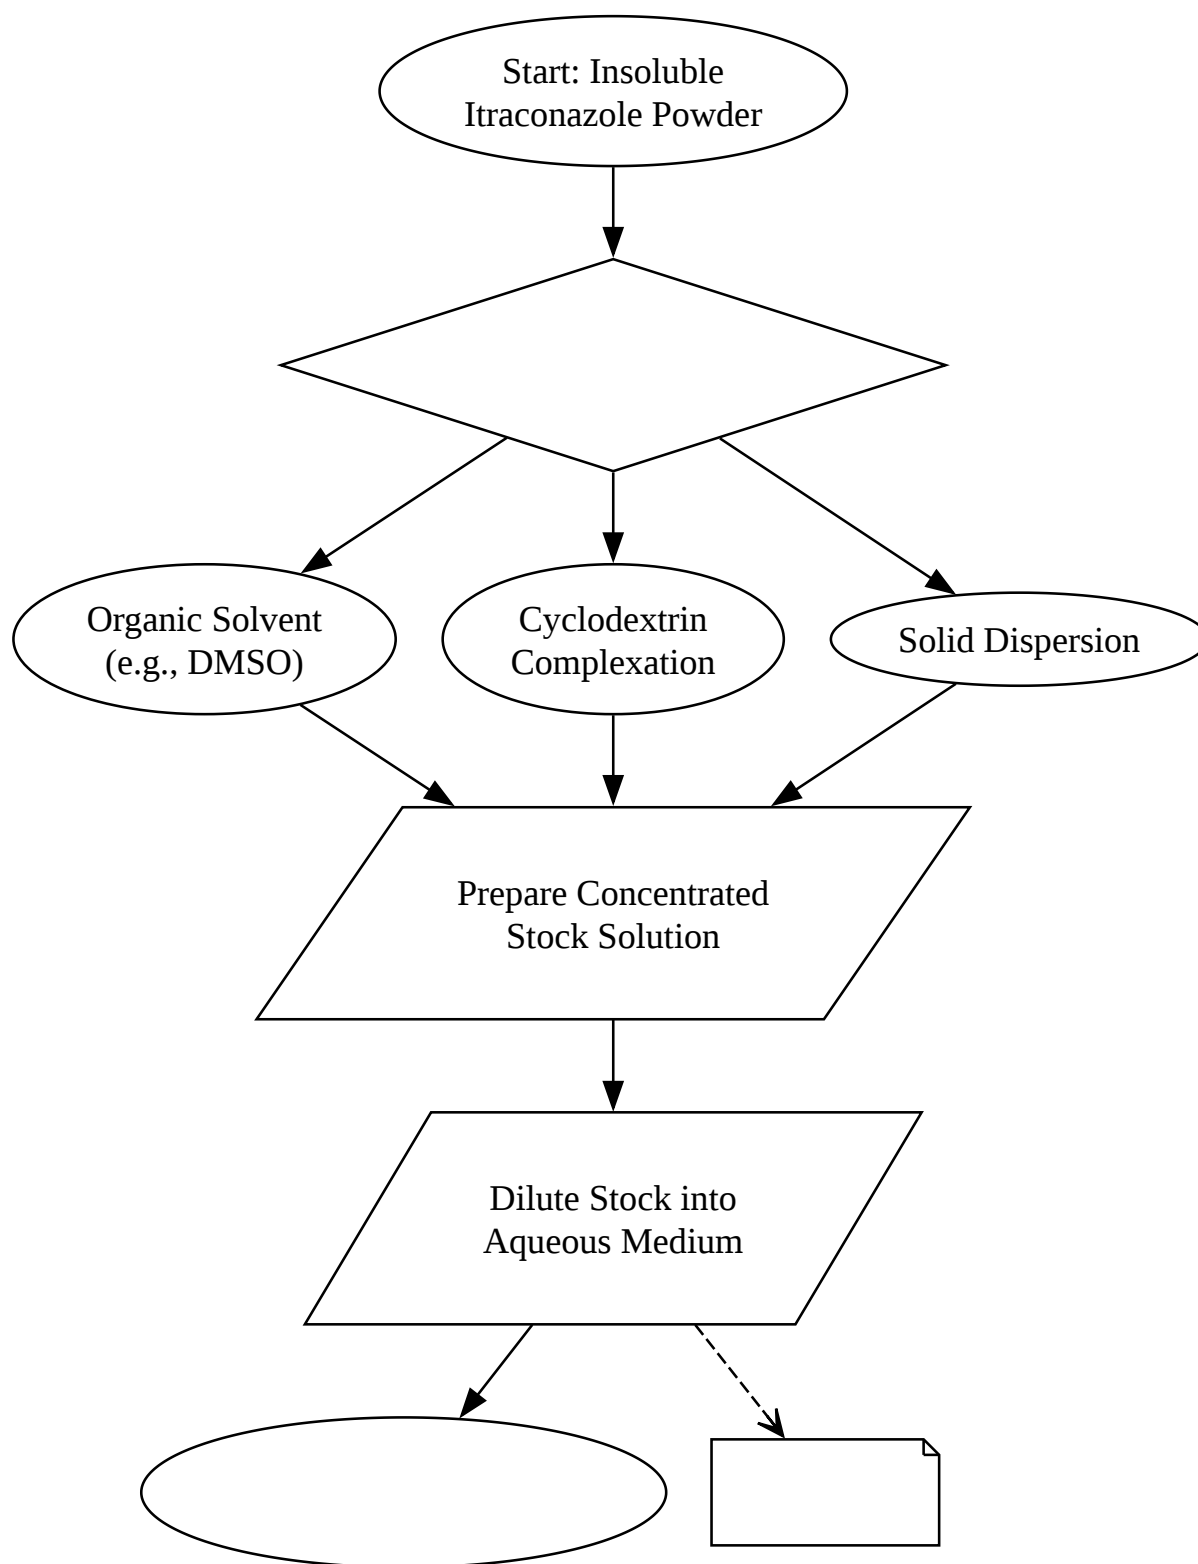 Start: Insoluble
Itraconazole Powder
Organic Solvent
(e.g., DMSO)
Cyclodextrin
Complexation
Solid Dispersion
Prepare Concentrated
Stock Solution
Dilute Stock into
Aqueous Medium